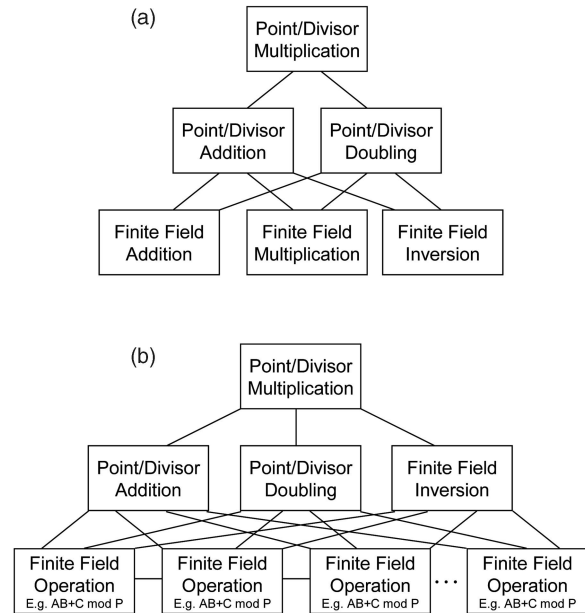 (a)
Point/Divisor
Multiplication
Point/Divisor
Addition
Point/Divisor
Doubling
Finite Field
Addition
Finite Field
Multiplication
Finite Field
Inversion
(b)
Point/Divisor
Multiplication
Point/Divisor
Addition
Point/Divisor
Doubling
Finite Field
Inversion
Finite Field
Operation
E.g. AB+C mod P
Finite Field
Operation
E.g. AB+C mod P
Finite Field
Operation
E.g. AB+C mod P
...
Finite Field
Operation
E.g. AB+C mod P